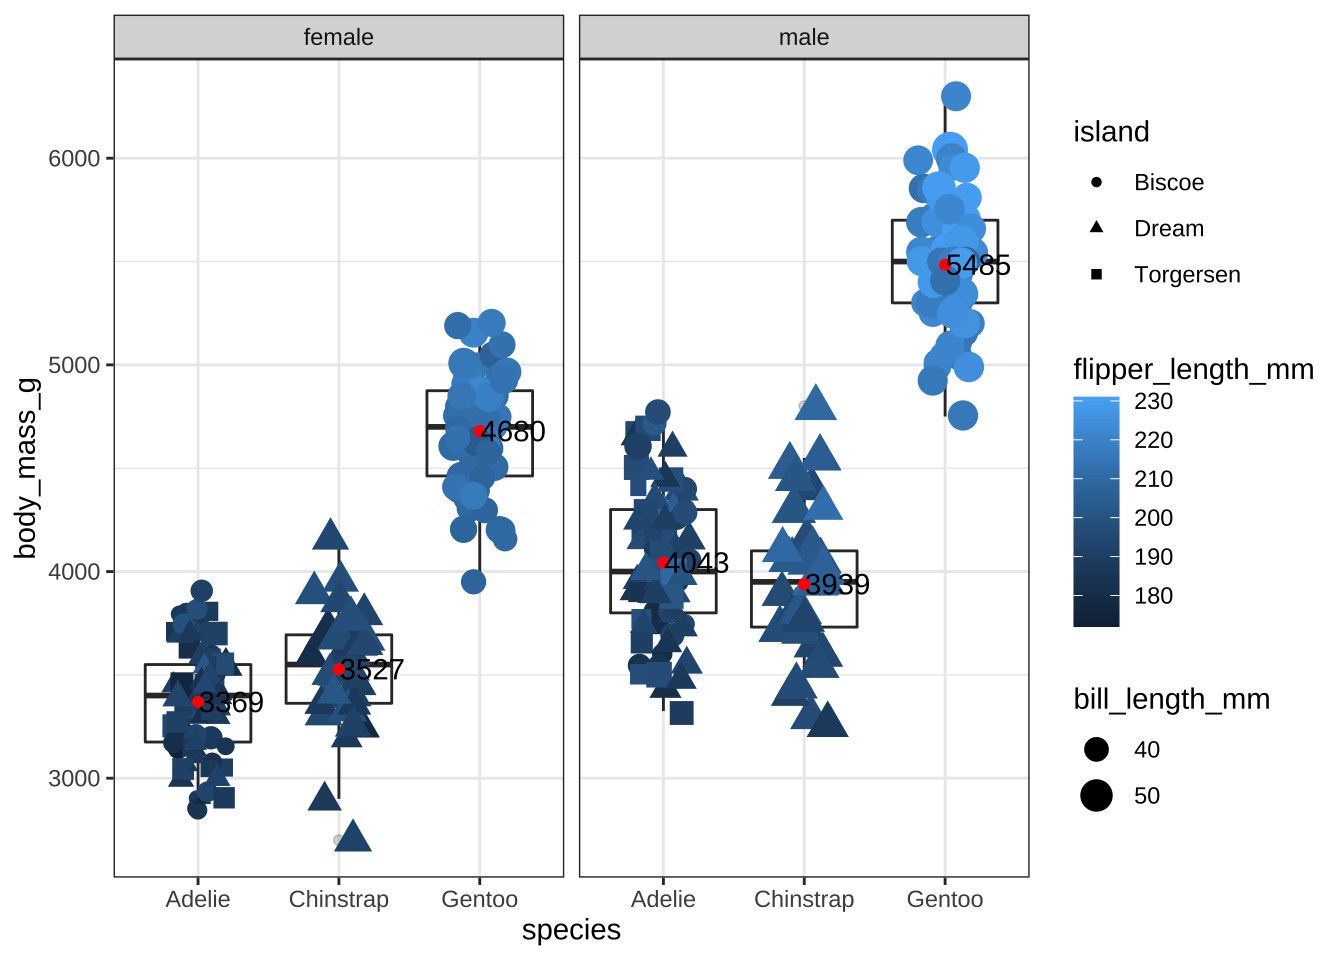 female
male
body_mass_g
6000
5000
4000
3000
3369
3527
4680
4043
3939
5485
Adelie
Chinstrap
Gentoo
Adelie
Chinstrap
Gentoo
species
island
Biscoe
Dream
Torgersen
flipper_length_mm
230
220
210
200
190
180
bill_length_mm
40
50